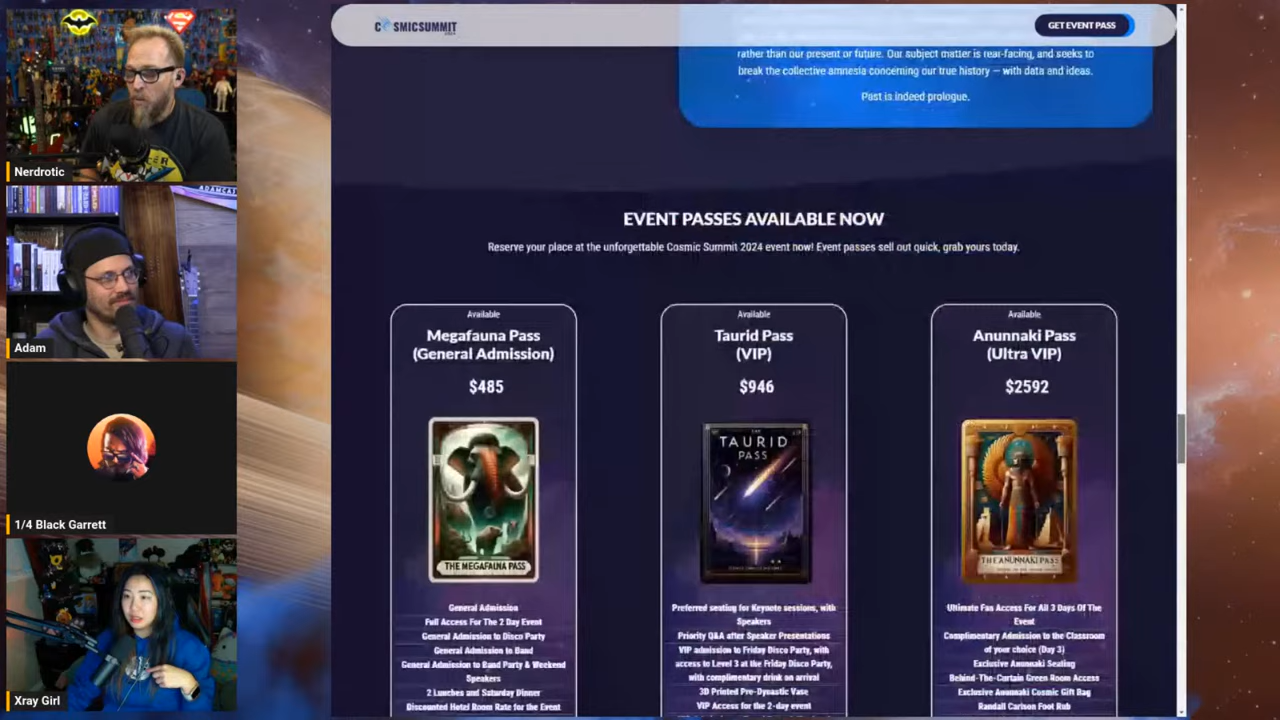 Nerdrotic
Adam
1/4 Black Garrett
Xray Girl
COSMICSUMMIT
2024
GET EVENT PASS
rather than our present or future. Our subject matter is rear-facing, and seeks to
break the collective amnesia concerning our true history — with data and ideas.
Past is indeed prologue.
EVENT PASSES AVAILABLE NOW
Reserve your place at the unforgettable Cosmic Summit 2024 event now! Event passes sell out quick, grab yours today.
Available
Megafauna Pass
(General Admission)
$485
THE MEGAFAUNA PASS
General Admission
Full Access For The 2 Day Event
General Admission to Disco Party
General Admission to Band
General Admission to Band Party & Weekend
Speakers
2 Lunches and Saturday Dinner
Discounted Hotel Room Rate for the Event
Available
Taurid Pass
(VIP)
$946
THE
TAURID
PASS
Preferred seating for Keynote sessions, with
Speakers
Priority Q&A after Speaker Presentations
VIP admission to Friday Disco Party, with
access to Level 3 at the Friday Disco Party,
with complimentary drink on arrival
3D Printed Pre-Dynastic Vase
VIP Access for the 2-day event
Available
Anunnaki Pass
(Ultra VIP)
$2592
THE ANUNNAKI PASS
Ultimate Fan Access For All 3 Days Of The
Event
Complimentary Admission to the Classroom
of your choice (Day 3)
Exclusive Anunnaki Seating
Behind-The-Curtain Green Room Access
Exclusive Anunnaki Cosmic Gift Bag
Randall Carlson Foot Rub